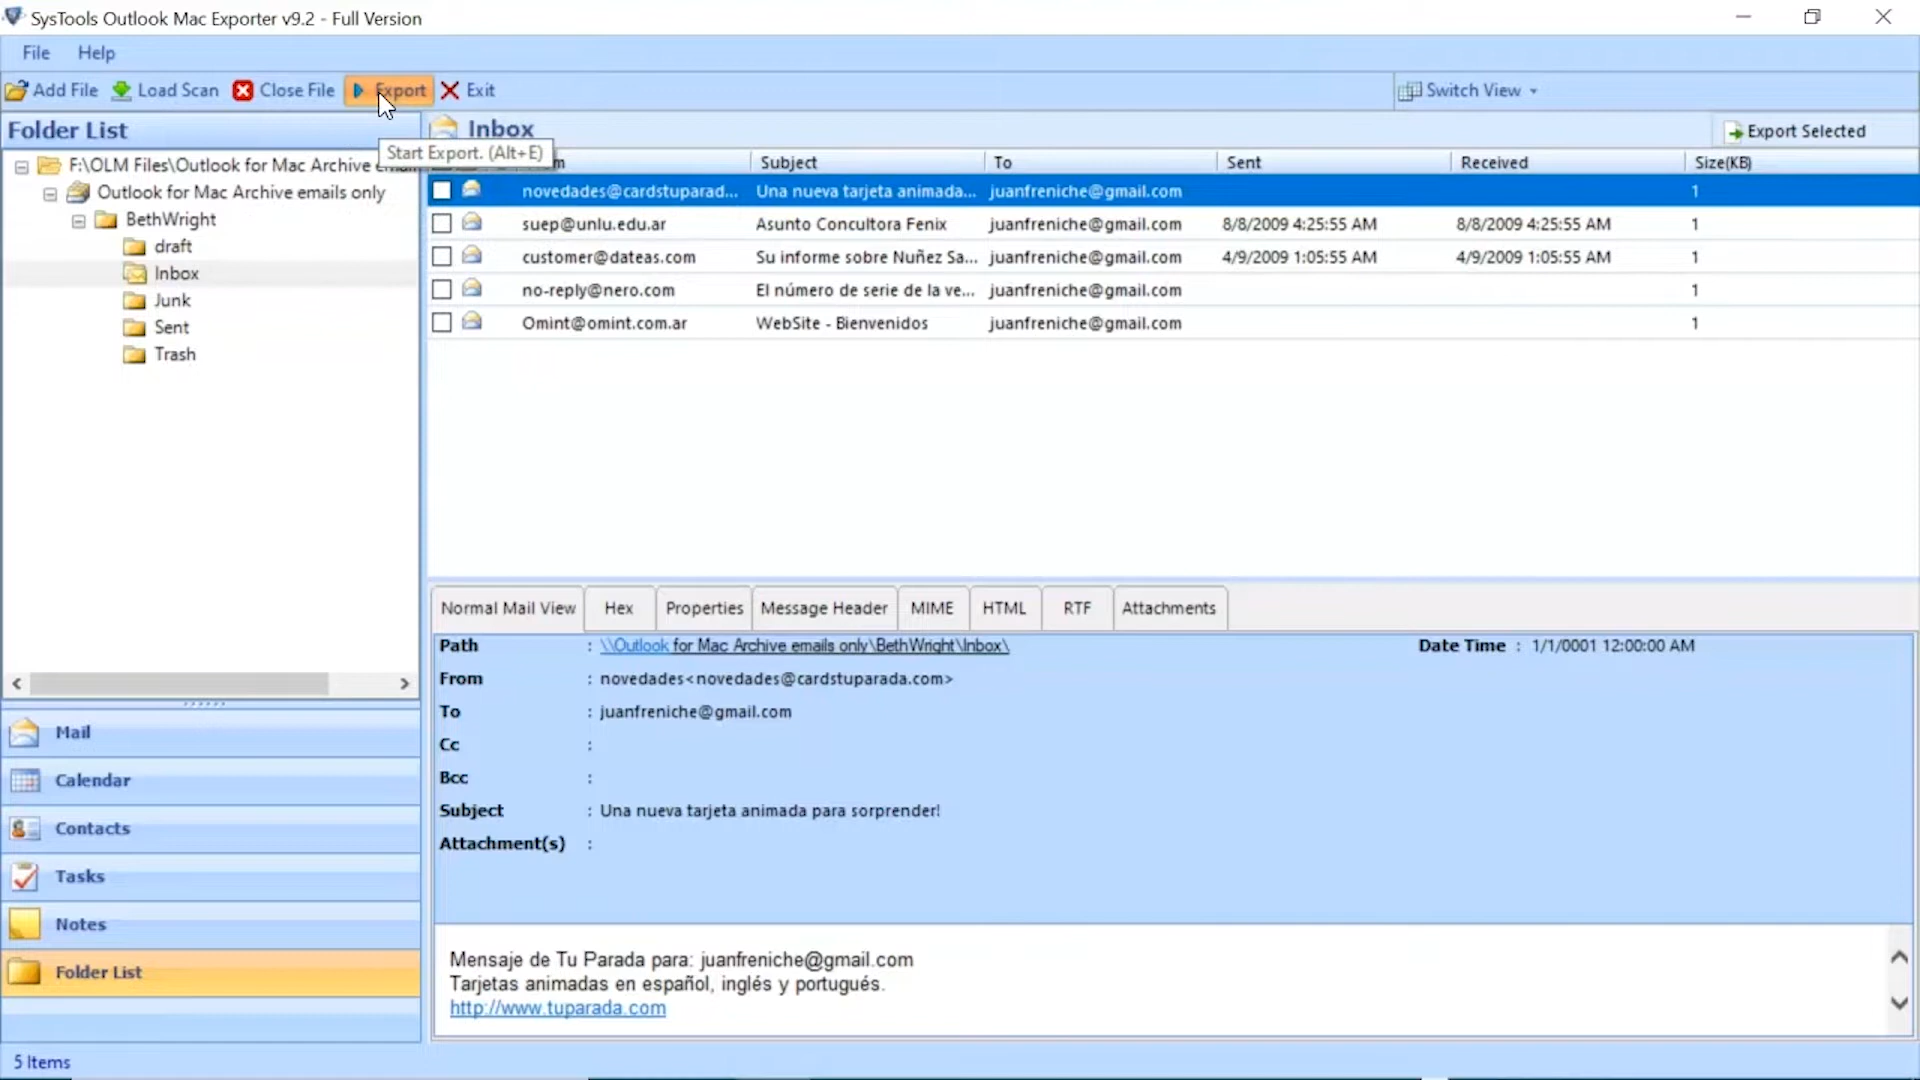 SysTools Outlook Mac Exporter v9.2 - Full Version
File Help
Add File Load Scan Close File Export Exit Switch View
Start Export. (Alt+E)
Folder List
F:\OLM Files\Outlook for Mac Archive
Outlook for Mac Archive emails only
BethWright
draft
Inbox
Junk
Sent
Trash
Mail
Calendar
Contacts
Tasks
Notes
Folder List
5 Items
Inbox Export Selected
Subject To Sent Received Size(KB)
novedades@cardstuparad... Una nueva tarjeta animada... juanfreniche@gmail.com 1
suep@unlu.edu.ar Asunto Concultora Fenix juanfreniche@gmail.com 8/8/2009 4:25:55 AM 8/8/2009 4:25:55 AM 1
customer@dateas.com Su informe sobre Nuñez Sa... juanfreniche@gmail.com 4/9/2009 1:05:55 AM 4/9/2009 1:05:55 AM 1
no-reply@nero.com El número de serie de la ve... juanfreniche@gmail.com 1
Omint@omint.com.ar WebSite - Bienvenidos juanfreniche@gmail.com 1
Normal Mail View Hex Properties Message Header MIME HTML RTF Attachments
Path : \\Outlook for Mac Archive emails only\BethWright\Inbox\ Date Time : 1/1/0001 12:00:00 AM
From : novedades<novedades@cardstuparada.com>
To : juanfreniche@gmail.com
Cc :
Bcc :
Subject : Una nueva tarjeta animada para sorprender!
Attachment(s) :
Mensaje de Tu Parada para: juanfreniche@gmail.com
Tarjetas animadas en español, inglés y portugués.
http://www.tuparada.com